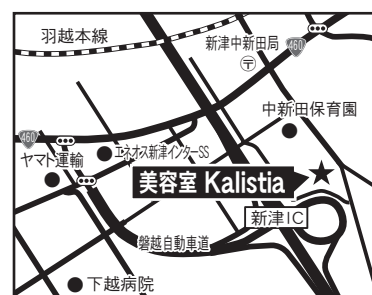 羽越本線
新津中新田局
460
〒
中新田保育園
460
エネオス新津インターSS
ヤマト運輸
美容室 Kalistia
新津IC
磐越自動車道
下越病院